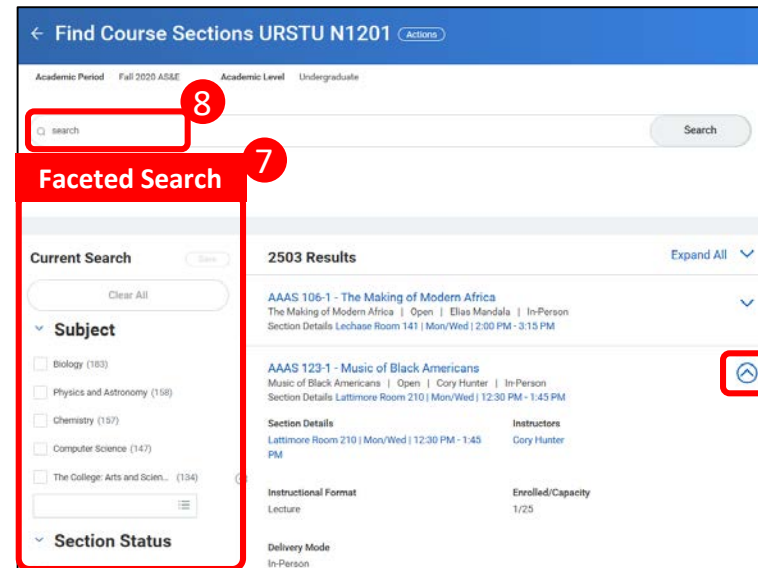 ← Find Course Sections URSTU N1201 Actions
Academic Period Fall 2020 AS&E Academic Level Undergraduate
8
search Search
7
Faceted Search
Current Search Save
2503 Results Expand All
Clear All
AAAS 106-1 - The Making of Modern Africa
The Making of Modern Africa | Open | Elias Mandala | In-Person
Section Details Lechase Room 141 | Mon/Wed | 2:00 PM - 3:15 PM
Subject
Biology (183)
Physics and Astronomy (158)
Chemistry (157)
Computer Science (147)
The College: Arts and Scien... (134)
Section Status
AAAS 123-1 - Music of Black Americans
Music of Black Americans | Open | Cory Hunter | In-Person
Section Details Lattimore Room 210 | Mon/Wed | 12:30 PM - 1:45 PM
Section Details Instructors
Lattimore Room 210 | Mon/Wed | 12:30 PM - 1:45 Cory Hunter
PM
Instructional Format Enrolled/Capacity
Lecture 1/25
Delivery Mode
In-Person